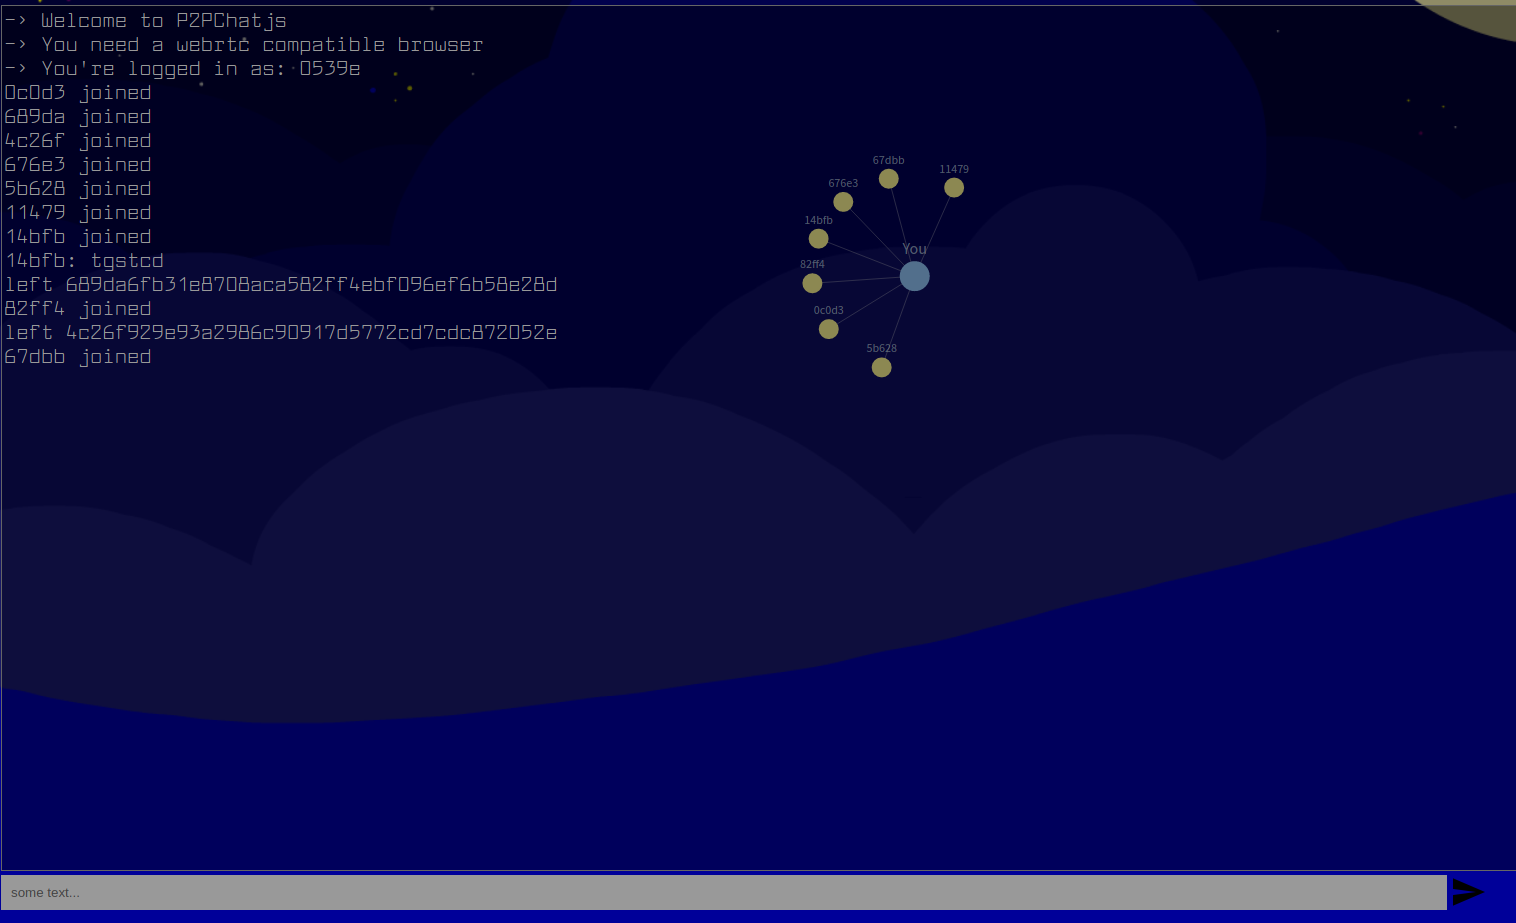 -> Welcome to P2PChatjs
-> You need a webrtc compatible browser
-> You're logged in as: 0539e
0c0d3 joined
689da joined
4c26f joined
676e3 joined
5b628 joined
11479 joined
14bfb joined
14bfb: tgstcd
left 689da6fb31e8708aca582ff4ebf096ef6b58e28d
82ff4 joined
left 4c26f929e93a2986c90917d5772cd7cdc872052e
67dbb joined
67dbb
11479
676e3
14bfb
You
82ff4
0c0d3
5b628
some text...